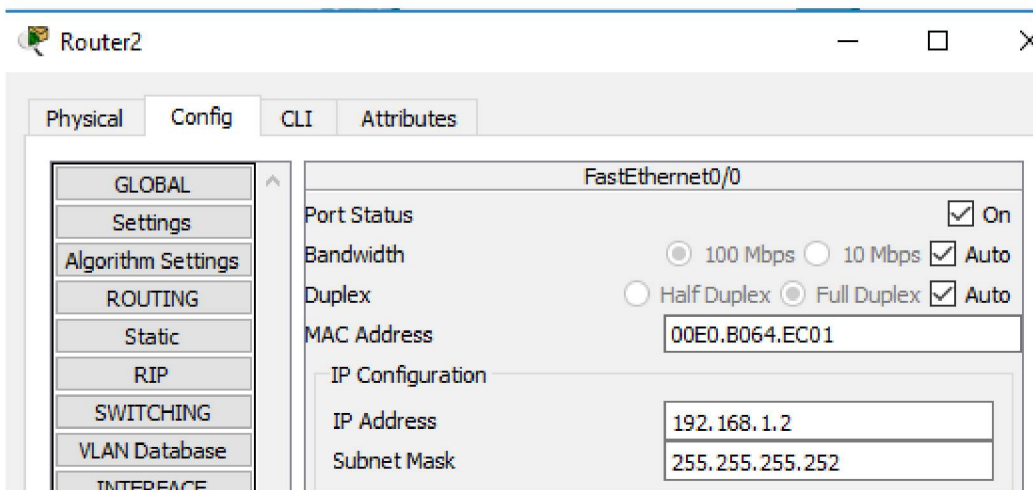 Router2
Physical Config CLI Attributes
GLOBAL
Settings
Algorithm Settings
ROUTING
Static
RIP
SWITCHING
VLAN Database
INTERFACE
FastEthernet0/0
Port Status On
Bandwidth 100 Mbps 10 Mbps Auto
Duplex Half Duplex Full Duplex Auto
MAC Address 00E0.B064.EC01
IP Configuration
IP Address 192.168.1.2
Subnet Mask 255.255.255.252